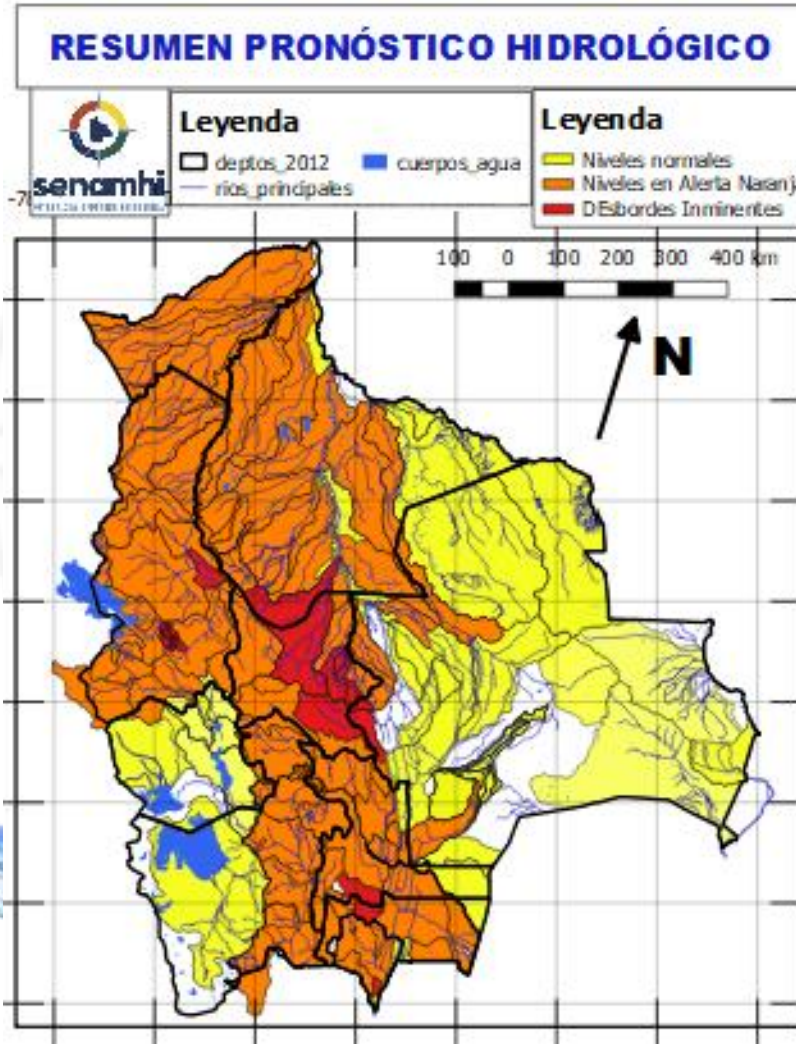 RESUMEN PRONÓSTICO HIDROLÓGICO
senamhi
Leyenda
deptos_2012
cuerpos_agua
rios_principales
Leyenda
Niveles normales
Niveles en Alerta Naranj
DEsbordes Inminentes
100 0 100 200 300 400 km
N